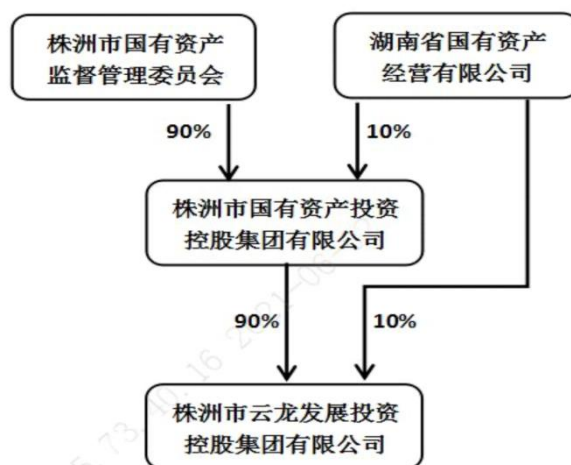 株洲市国有资产
监督管理委员会
湖南省国有资产
经营有限公司
90%
10%
株洲市国有资产投资
控股集团有限公司
90%
10%
株洲市云龙发展投资
控股集团有限公司